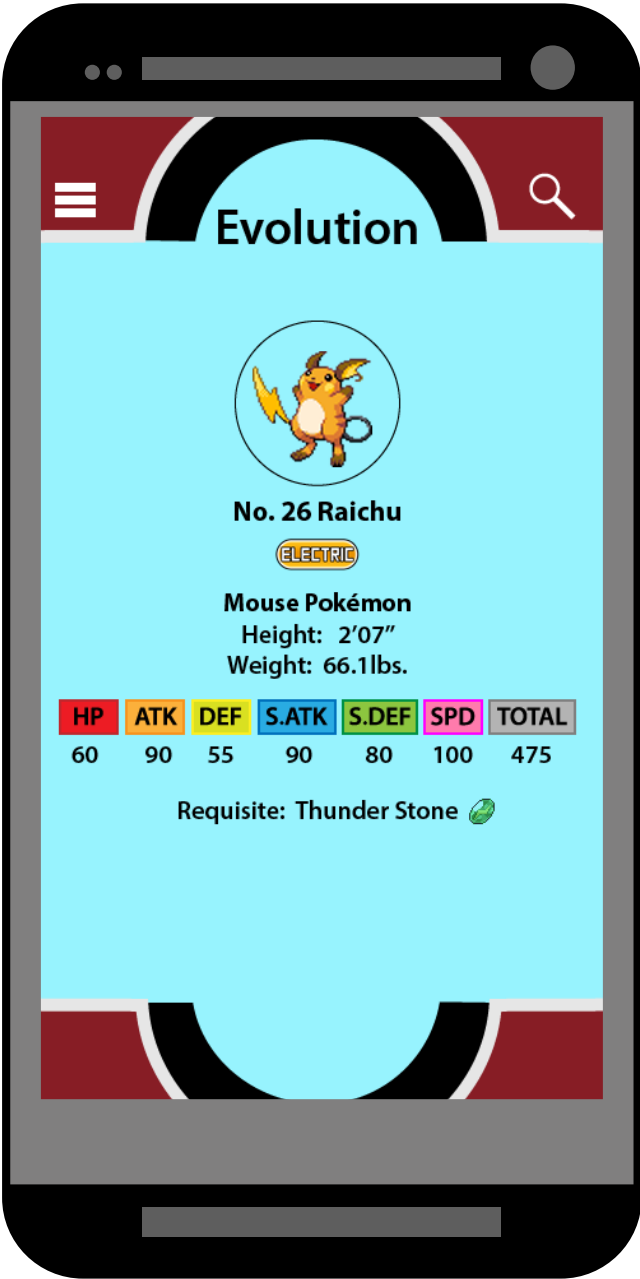 Evolution
No. 26 Raichu
ELECTRIC
Mouse Pokémon
Height: 2’07”
Weight: 66.1lbs.
HP ATK DEF S.ATK S.DEF SPD TOTAL
60 90 55 90 80 100 475
Requisite: Thunder Stone